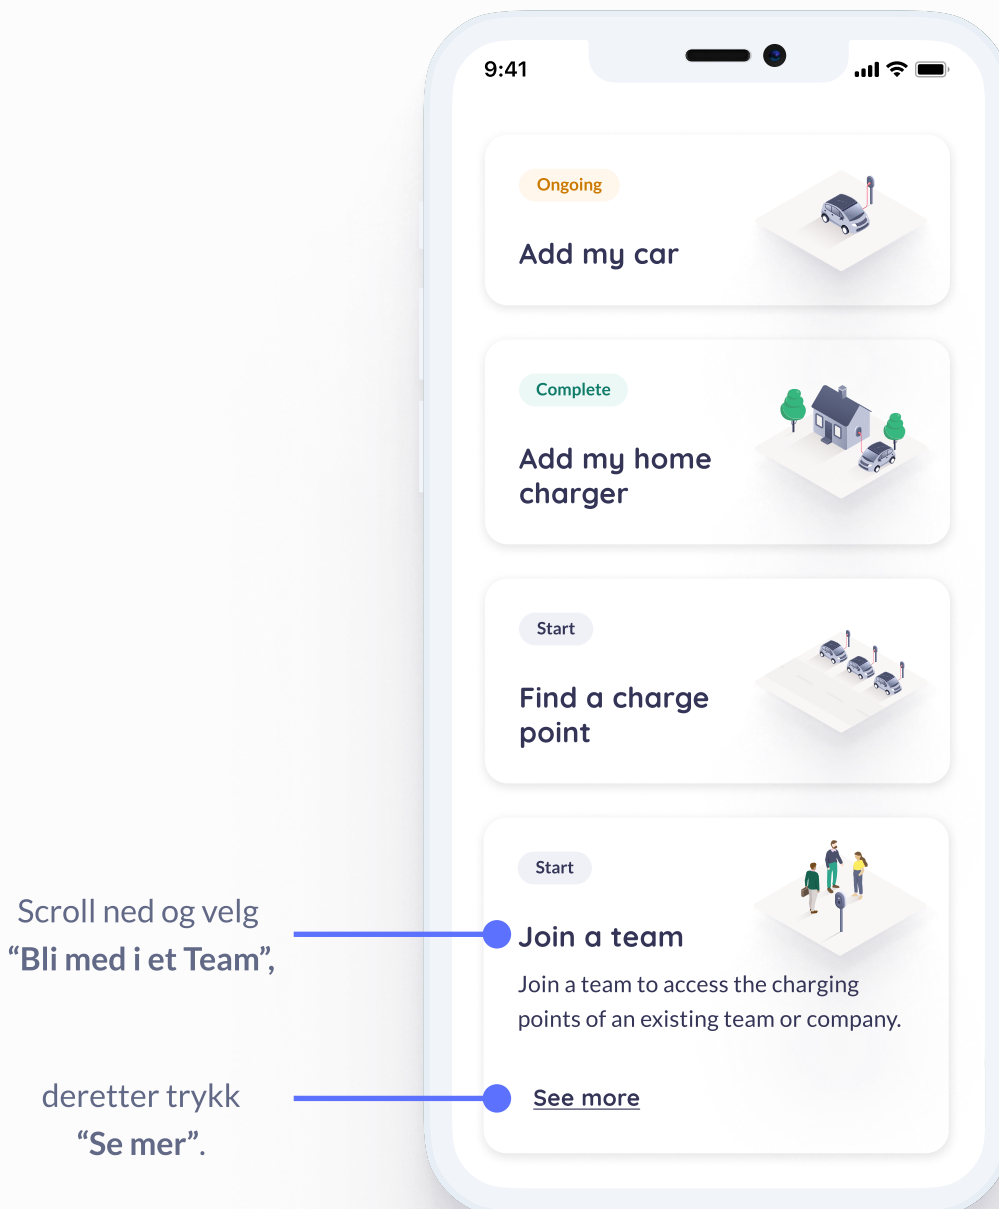 9:41
Ongoing
Add my car
Complete
Add my home
charger
Start
Find a charge
point
Start
Scroll ned og velg
“Bli med i et Team”,
Join a team
Join a team to access the charging
points of an existing team or company.
deretter trykk
“Se mer”.
See more